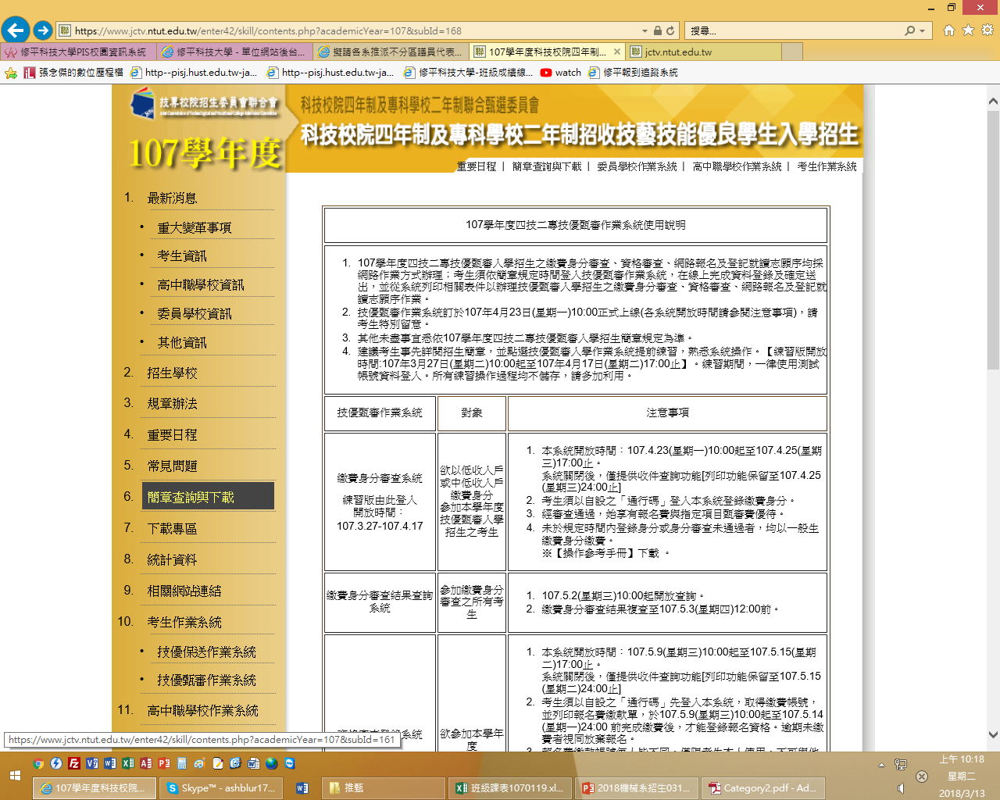 https://www.jctv.ntut.edu.tw/enter42/skill/contents.php?academicYear=107&subId=168
搜尋...
修平科技大學PIS校園資訊系統
修平科技大學 - 單位網站後台...
擬請各系推派不分區議員代表...
107學年度科技校院四年制...
jctv.ntut.edu.tw
張念傑的數位歷程檔
http--pisj.hust.edu.tw-ja...
http--pisj.hust.edu.tw-ja...
修平科技大學-班級成績線...
watch
修平報到追蹤系統
技專校院招生委員會聯合會
Joint Commission of Technological and Vocational College Admission Committee
107學年度
科技校院四年制及專科學校二年制聯合甄選委員會
科技校院四年制及專科學校二年制招收技藝技能優良學生入學招生
重要日程 | 簡章查詢與下載 | 委員學校作業系統 | 高中職學校作業系統 | 考生作業系統
1. 最新消息
• 重大變革事項
• 考生資訊
• 高中職學校資訊
• 委員學校資訊
• 其他資訊
2. 招生學校
3. 規章辦法
4. 重要日程
5. 常見問題
6. 簡章查詢與下載
7. 下載專區
8. 統計資料
9. 相關網站連結
10. 考生作業系統
• 技優保送作業系統
• 技優甄審作業系統
11. 高中職學校作業系統
107學年度四技二專技優甄審作業系統使用說明
1. 107學年度四技二專技優甄審入學招生之繳費身分審查、資格審查、網路報名及登記就讀志願序均採
網路作業方式辦理；考生須依簡章規定時間登入技優甄審作業系統，在線上完成資料登錄及確定送
出，並從系統列印相關表件以辦理技優甄審入學招生之繳費身分審查、資格審查、網路報名及登記就
讀志願序作業。
2. 技優甄審作業系統訂於107年4月23日(星期一)10:00正式上線(各系統開放時間請參閱注意事項)，請
考生特別留意。
3. 其他未盡事宜悉依107學年度四技二專技優甄審入學招生簡章規定為準。
4. 建議考生事先詳閱招生簡章，並點選技優甄審入學作業系統提前練習，熟悉系統操作。【練習版開放
時間:107年3月27日(星期二)10:00起至107年4月17日(星期二)17:00止】。練習期間，一律使用測試
帳號資料登入。所有練習操作過程均不儲存，請多加利用。
技優甄審作業系統
對象
注意事項
繳費身分審查系統
練習版由此登入
開放時間：
107.3.27-107.4.17
欲以低收入戶
或中低收入戶
繳費身分
參加本學年度
技優甄審入學
招生之考生
1. 本系統開放時間：107.4.23(星期一)10:00起至107.4.25(星期
三)17:00止。
系統關閉後，僅提供收件查詢功能[列印功能保留至107.4.25
(星期三)24:00止]
2. 考生須以自設之「通行碼」登入本系統登錄繳費身分。
3. 經審查通過，始享有報名費與指定項目甄審費優待。
4. 未於規定時間內登錄身分或身分審查未通過者，均以一般生
繳費身分繳費。
※【操作參考手冊】下載 。
繳費身分審查結果查詢
系統
參加繳費身分
審查之所有考
生
1. 107.5.2(星期三)10:00起開放查詢。
2. 繳費身分審查結果複查至107.5.3(星期四)12:00前。
欲參加本學年
度
1. 本系統開放時間：107.5.9(星期三)10:00起至107.5.15(星期
二)17:00止。
系統關閉後，僅提供收件查詢功能[列印功能保留至107.5.15
(星期二)24:00止]
2. 考生須以自設之「通行碼」先登入本系統，取得繳費帳號，
並列印報名費繳款單，於107.5.9(星期三)10:00起至107.5.14
(星期一)24:00 前完成繳費後，才能登錄報名資格。逾期未繳
費者視同放棄報名。
https://www.jctv.ntut.edu.tw/enter42/skill/contents.php?academicYear=107&subId=161
107學年度科技校院...
Skype™ - ashblur17...
推甄
班級課表1070119.xl...
2018機械系招生031...
Category2.pdf - Ad...
上午 10:18
星期二
2018/3/13